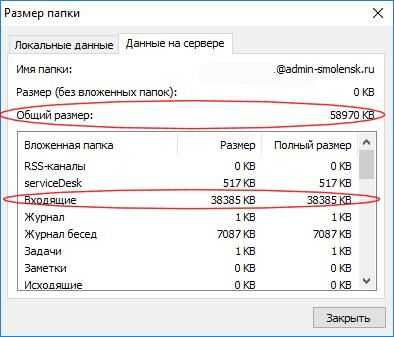 Размер папки
Локальные данные Данные на сервере
Имя папки: .@admin-smolensk.ru
Размер (без вложенных папок): 0 KB
Общий размер: 58970 KB
Вложенная папка Размер Полный размер
RSS-каналы 0 KB 0 KB
serviceDesk 517 KB 517 KB
Входящие 38385 KB 38385 KB
Журнал 1 KB 1 KB
Журнал бесед 7087 KB 7087 KB
Задачи 1 KB 1 KB
Заметки 0 KB 0 KB
Исходящие 0 KB 0 KB
Закрыть